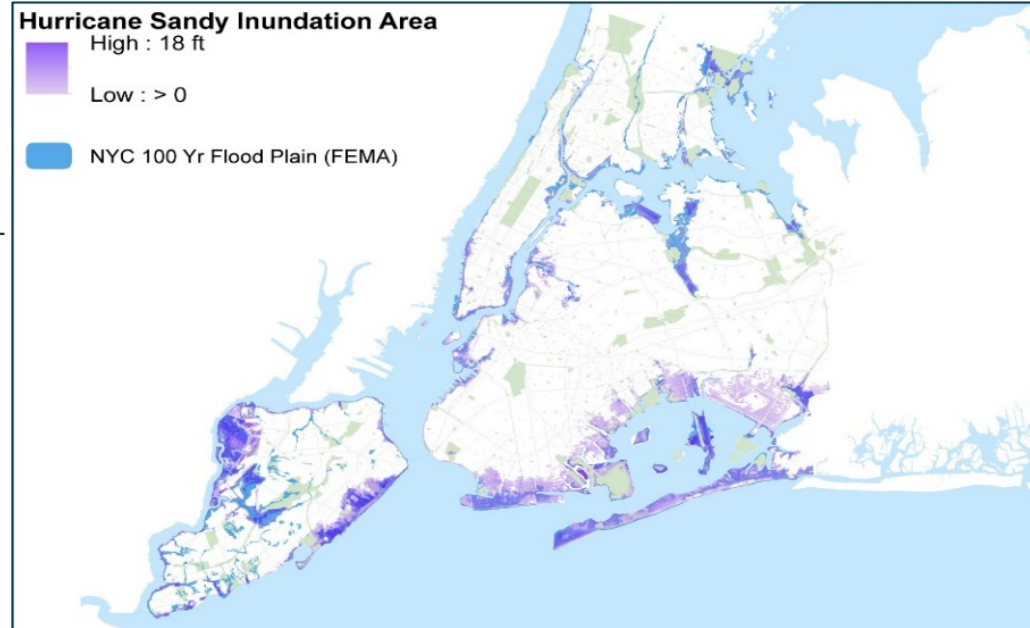 Hurricane Sandy Inundation Area
High : 18 ft
Low : > 0
NYC 100 Yr Flood Plain (FEMA)